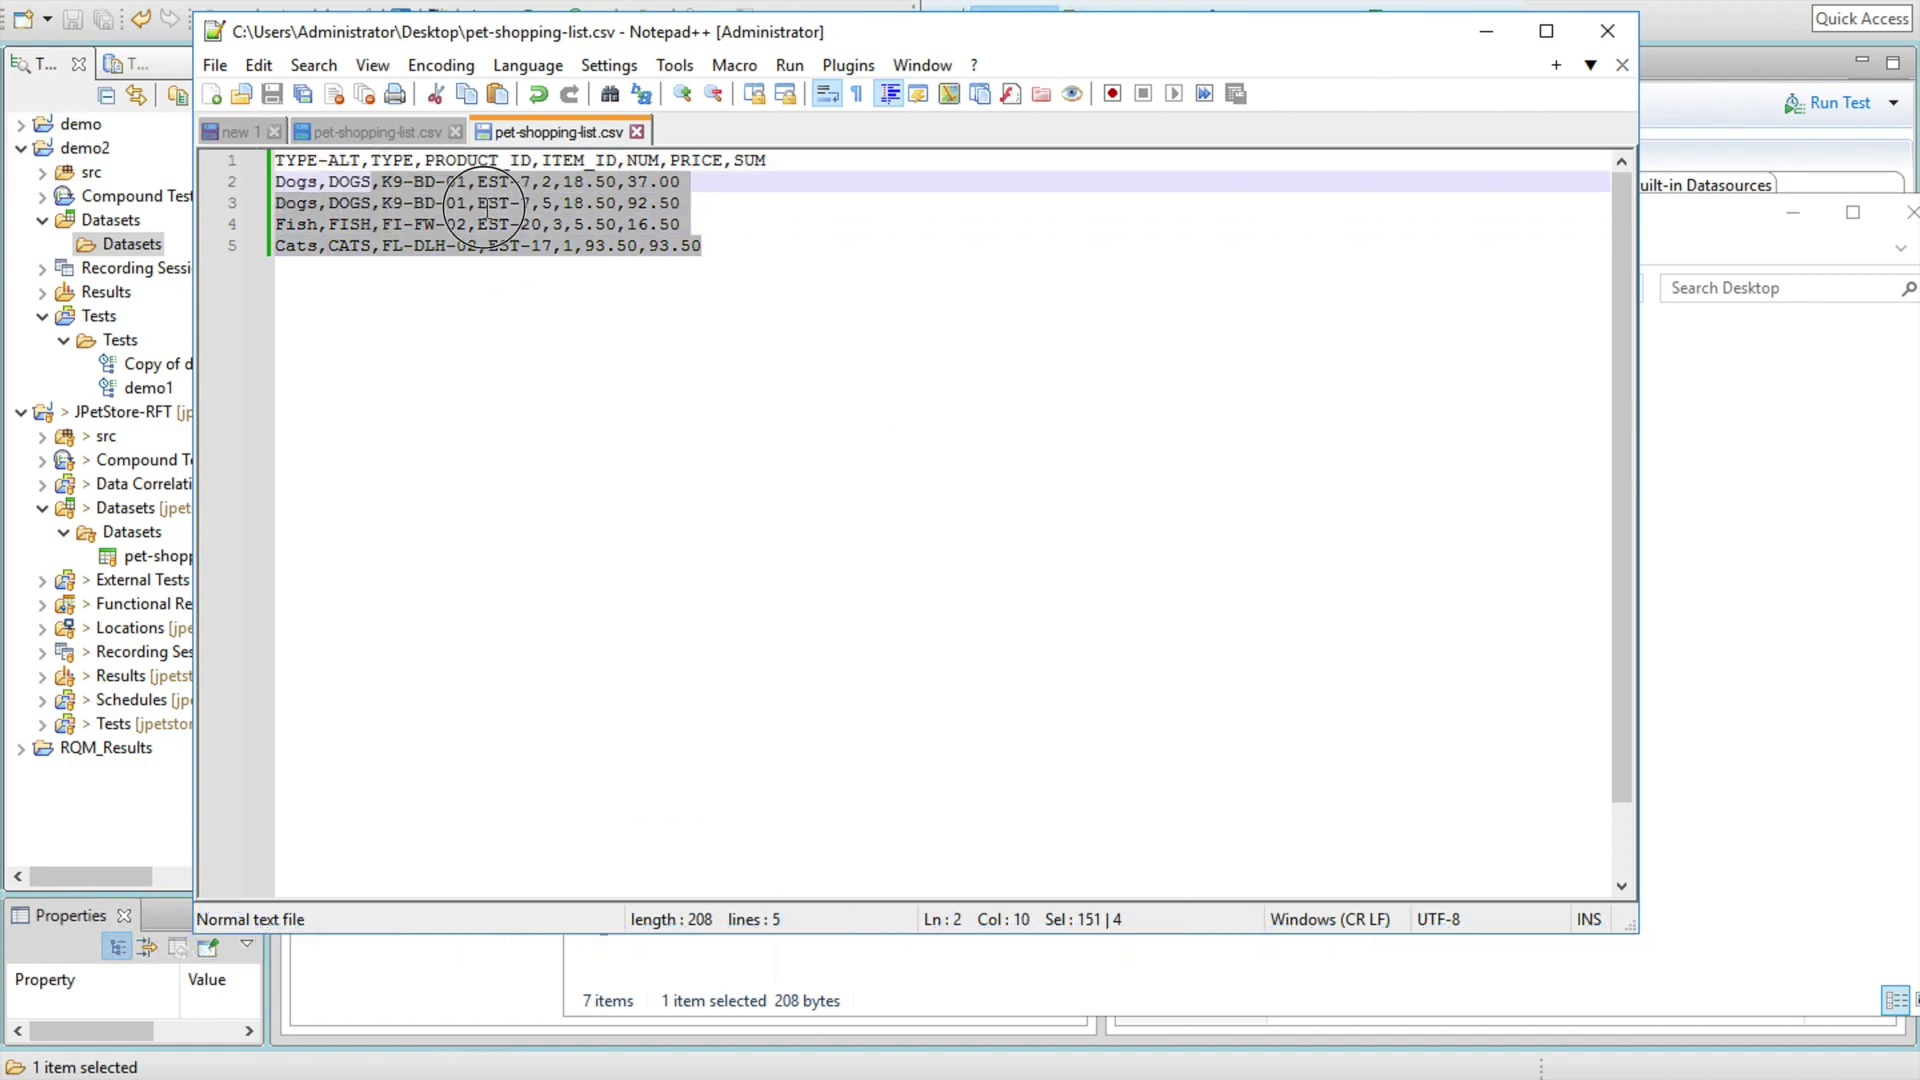 Quick Access
C:\Users\Administrator\Desktop\pet-shopping-list.csv - Notepad++ [Administrator]
File Edit Search View Encoding Language Settings Tools Macro Run Plugins Window ?
T... T...
Run Test
new 1 pet-shopping-list.csv pet-shopping-list.csv
1 TYPE-ALT,TYPE,PRODUCT_ID,ITEM_ID,NUM,PRICE,SUM
2 Dogs,DOGS,K9-BD-01,EST-7,2,18.50,37.00
3 Dogs,DOGS,K9-BD-01,EST-7,5,18.50,92.50
4 Fish,FISH,FI-FW-02,EST-20,3,5.50,16.50
5 Cats,CATS,FL-DLH-02,EST-17,1,93.50,93.50
uilt-in Datasources
Search Desktop
demo
demo2
src
Compound Test
Datasets
Datasets
Recording Sessi
Results
Tests
Tests
Copy of d
demo1
> JPetStore-RFT [jp
> src
> Compound Te
> Data Correlati
> Datasets [jpet
Datasets
pet-shopp
> External Tests
> Functional Re
> Locations [jpe
> Recording Ses
> Results [jpetst
> Schedules [jp
> Tests [jpetstor
RQM_Results
Normal text file length : 208 lines : 5 Ln : 2 Col : 10 Sel : 151 | 4 Windows (CR LF) UTF-8 INS
Properties
Property Value
7 items 1 item selected 208 bytes
1 item selected